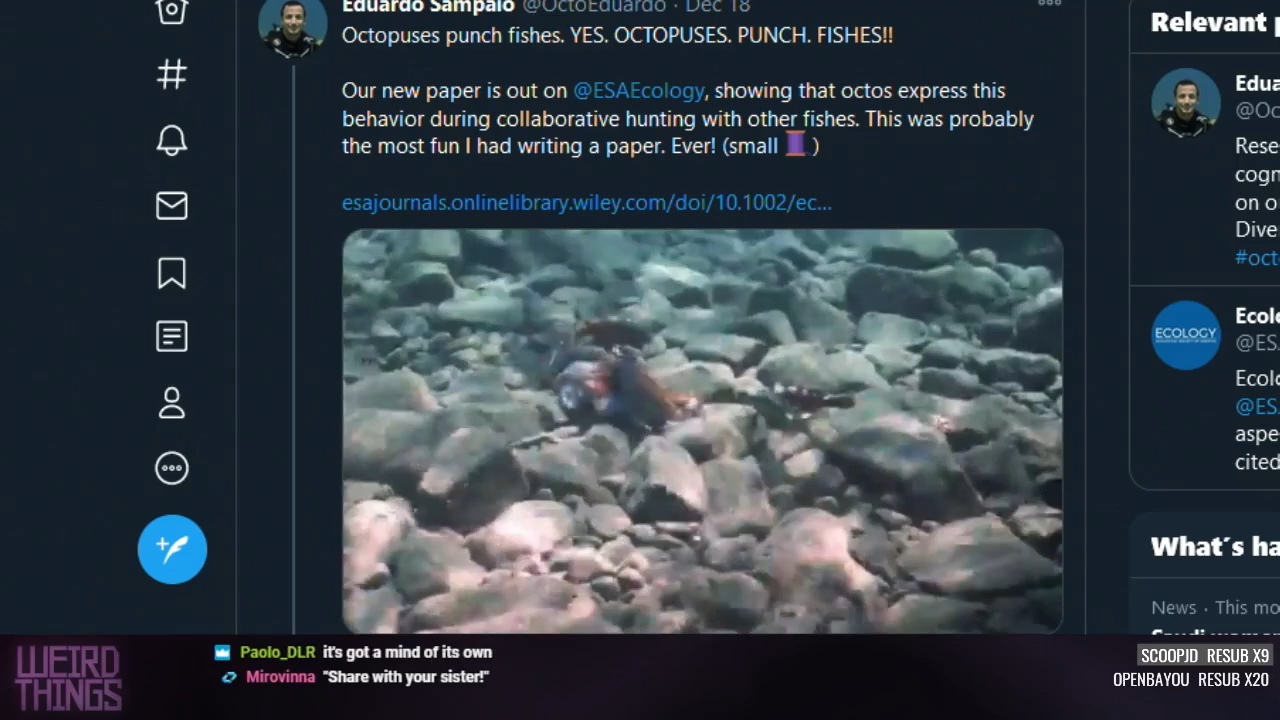 Eduardo Sampaio @OctoEduardo · Dec 18
Octopuses punch fishes. YES. OCTOPUSES. PUNCH. FISHES!!
Our new paper is out on @ESAEcology, showing that octos express this
behavior during collaborative hunting with other fishes. This was probably
the most fun I had writing a paper. Ever! (small 🧵)
esajournals.onlinelibrary.wiley.com/doi/10.1002/ec...
Relevant p
Edua
@Oc
Rese
cogn
on o
Dive
#oct
ECOLOGY
Ecolo
@ES
Ecolo
@ES
aspe
cited
What's ha
News · This mo
WEIRD
THINGS
Paolo_DLR it's got a mind of its own
Mirovinna "Share with your sister!"
SCOOPJD RESUB X9
OPENBAYOU RESUB X20